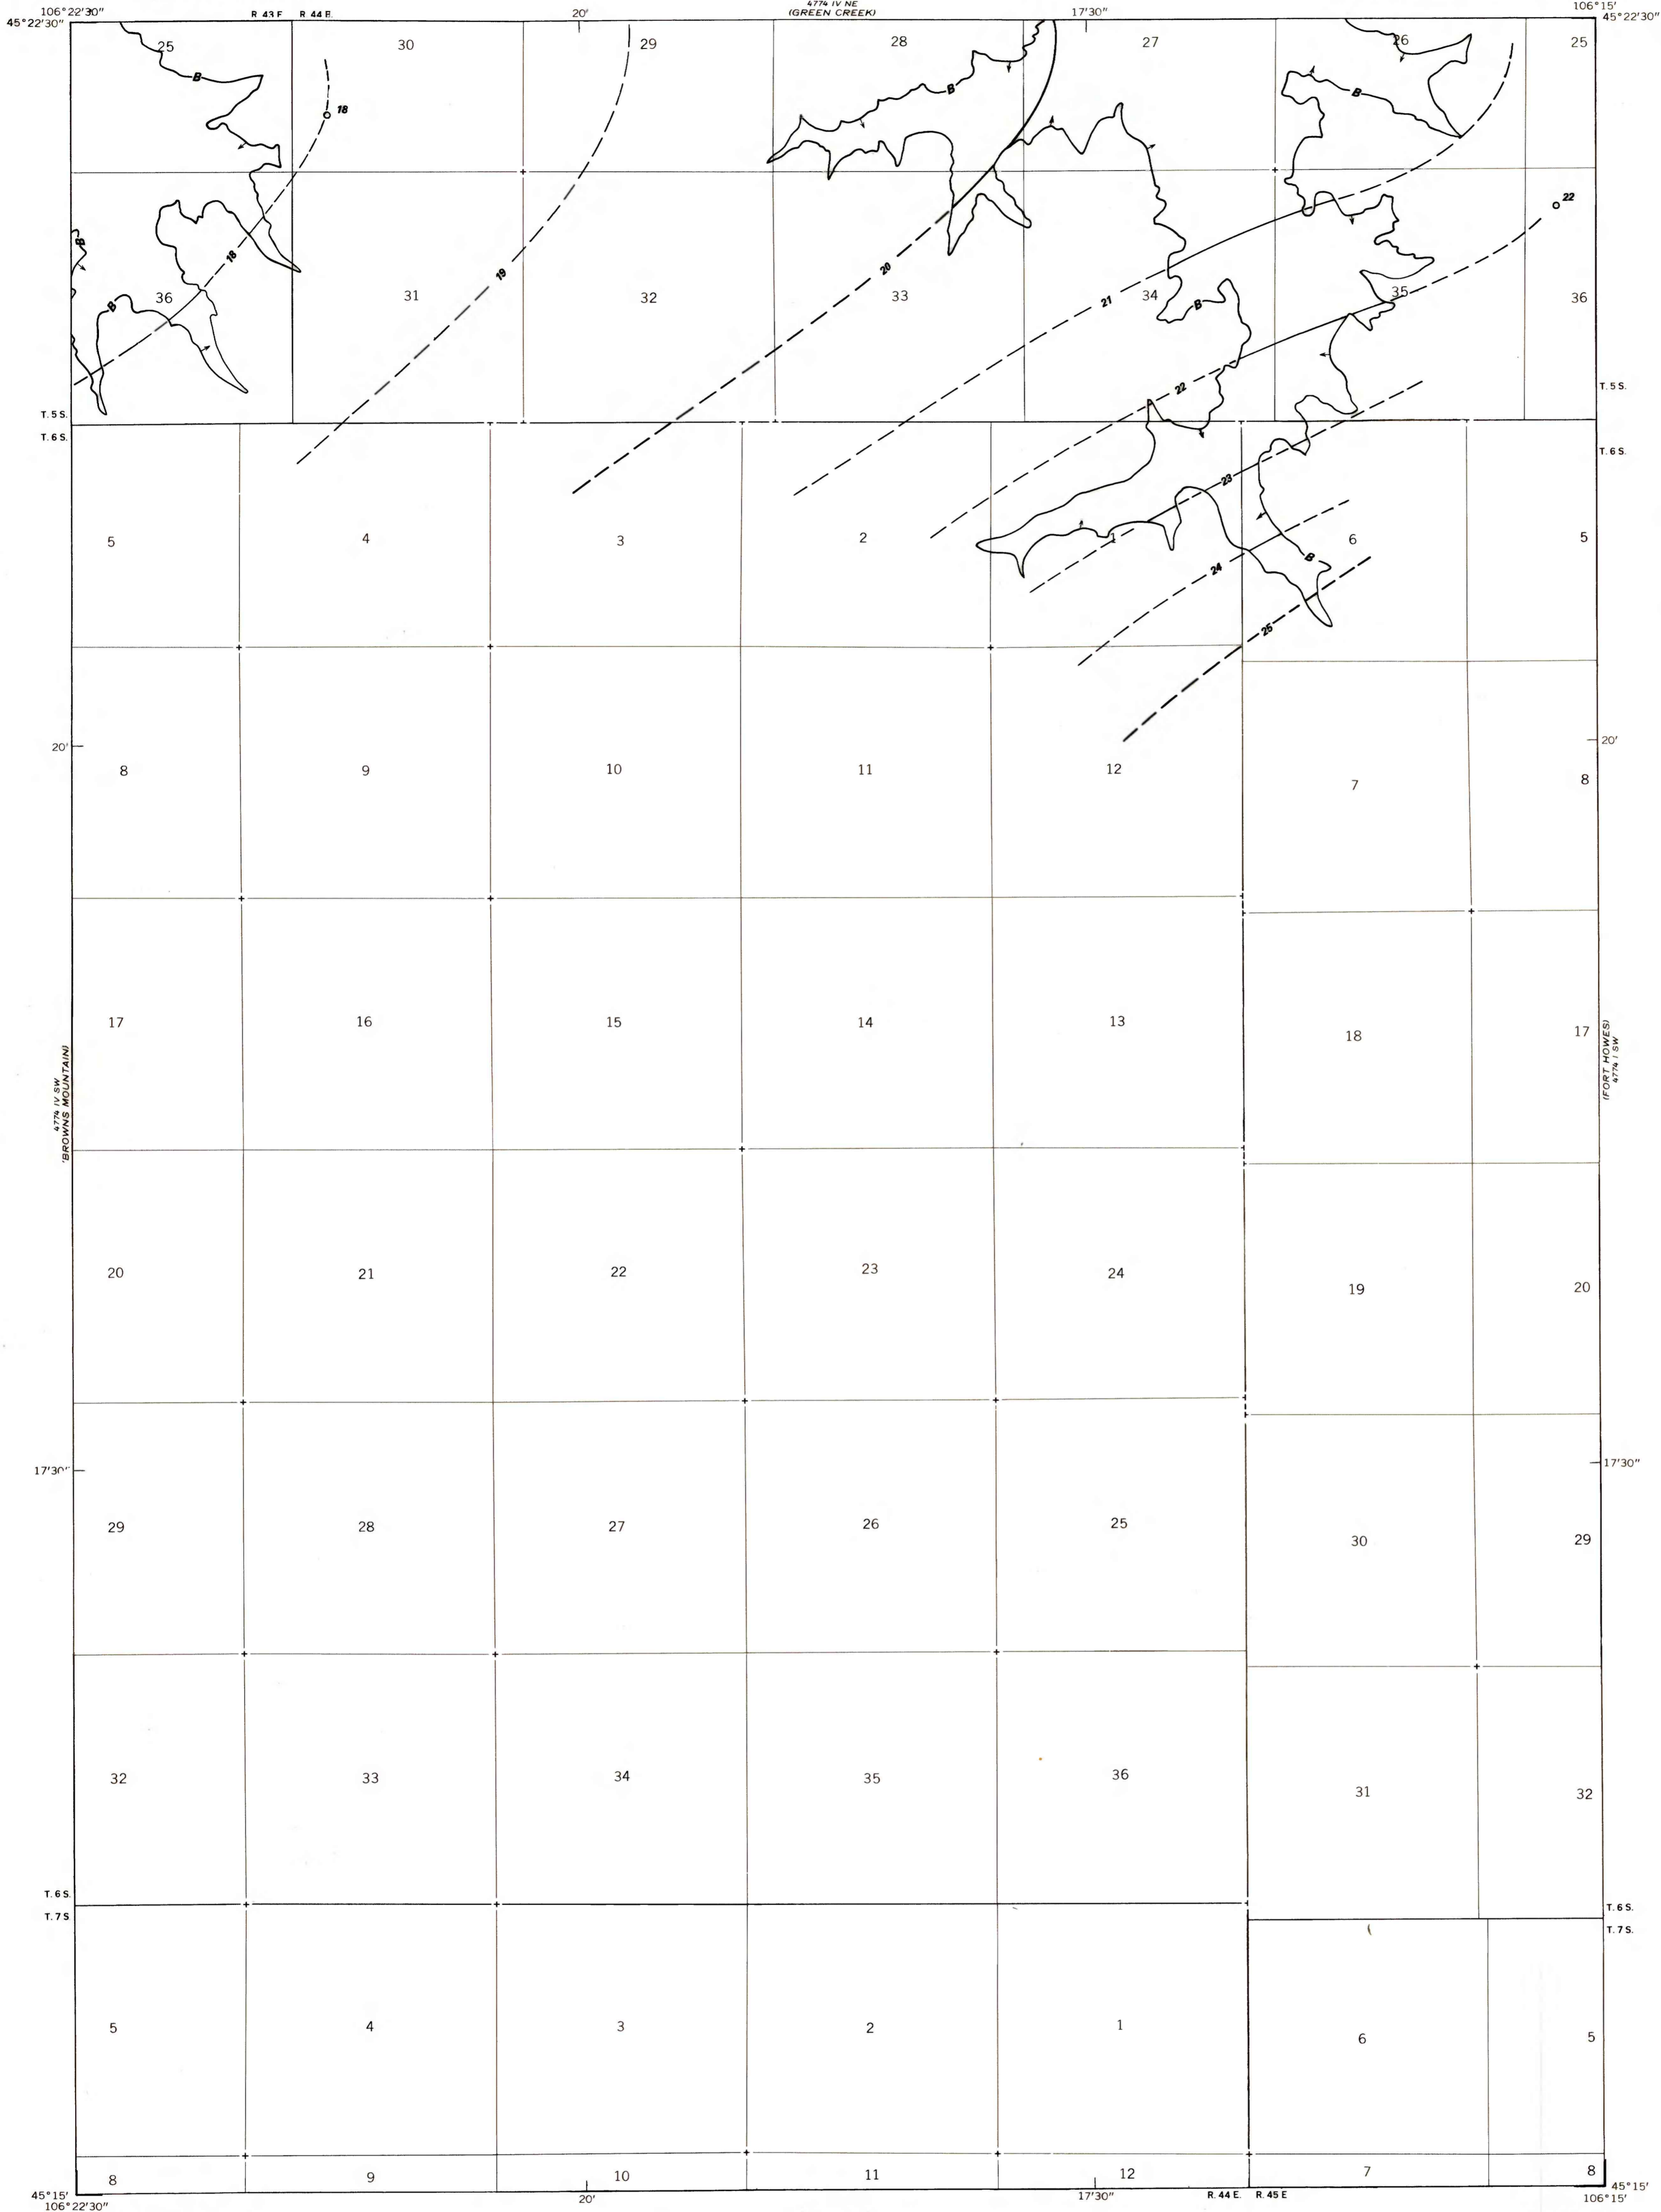 4774 IV NE
106°22'30" R 43 E R 44 E. 20' (GREEN CREEK) 17'30" 106°15'
45°22'30" 45°22'30"
25 30 29 28 27 26 25
B B B
18
22
B 18 19 20 21
36 31 32 33 34 35 36
B B
22
T. 5 S. T. 5 S.
T. 6 S. T. 6 S.
23
5 4 3 2 1 6 5
B
24
25
20' 20'
8 9 10 11 12 7 8
17 16 15 14 13 18 17
4774 IV SW
(BROWNS MOUNTAIN)
(FORT HOWES)
4774 I SW
20 21 22 23 24 19 20
17'30" 17'30"
29 28 27 26 25 30 29
32 33 34 35 36 31 32
T. 6 S. T. 6 S.
T. 7 S T. 7 S.
5 4 3 2 1 6 5
8 9 10 11 12 7 8
45°15' 45°15'
106°22'30" 20' 17'30" R. 44 E. R. 45 E 106°15'